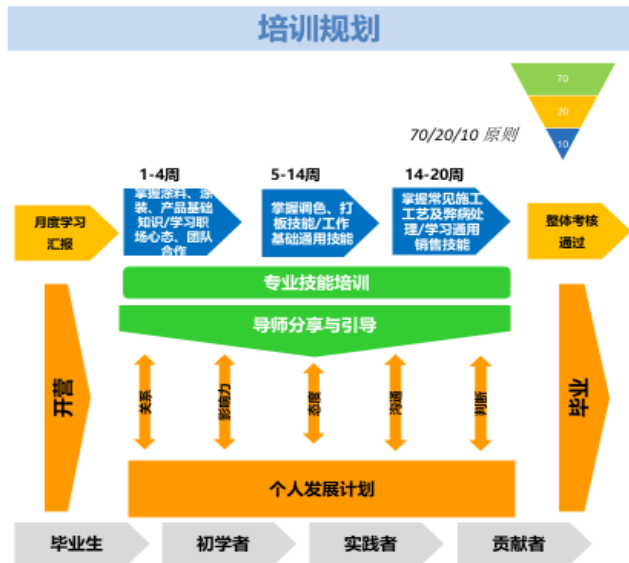 培训规划
70
20
10
70/20/10 原则
1-4周
5-14周
14-20周
月度学习
汇报
掌握涂料、涂
装、产品基础
知识/学习职
场心态、团队
合作
掌握调色、打
板技能/工作
基础通用技能
掌握常见施工
工艺及弊病处
理/学习通用
销售技能
整体考核
通过
专业技能培训
导师分享与引导
开营
关系
影响力
态度
沟通
判断
毕业
个人发展计划
毕业生
初学者
实践者
贡献者